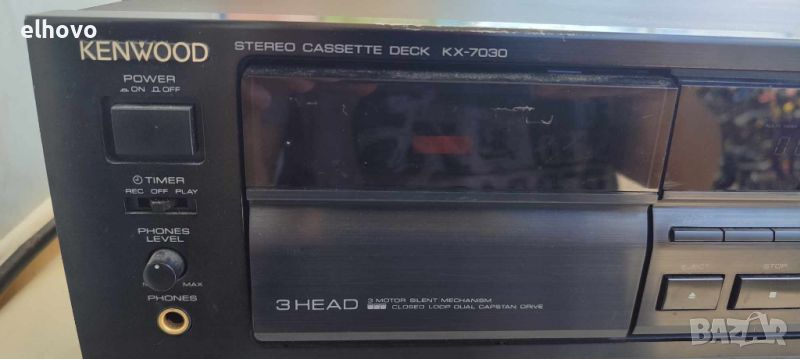 elhovo
KENWOOD
STEREO CASSETTE DECK KX-7030
POWER
ON OFF
TIMER
REC OFF PLAY
PHONES
LEVEL
MAX
PHONES
3 HEAD
3 MOTOR SILENT MECHANISM
CLOSED LOOP DUAL CAPSTAN DRIVE
EJECT
STOP
BAZAR